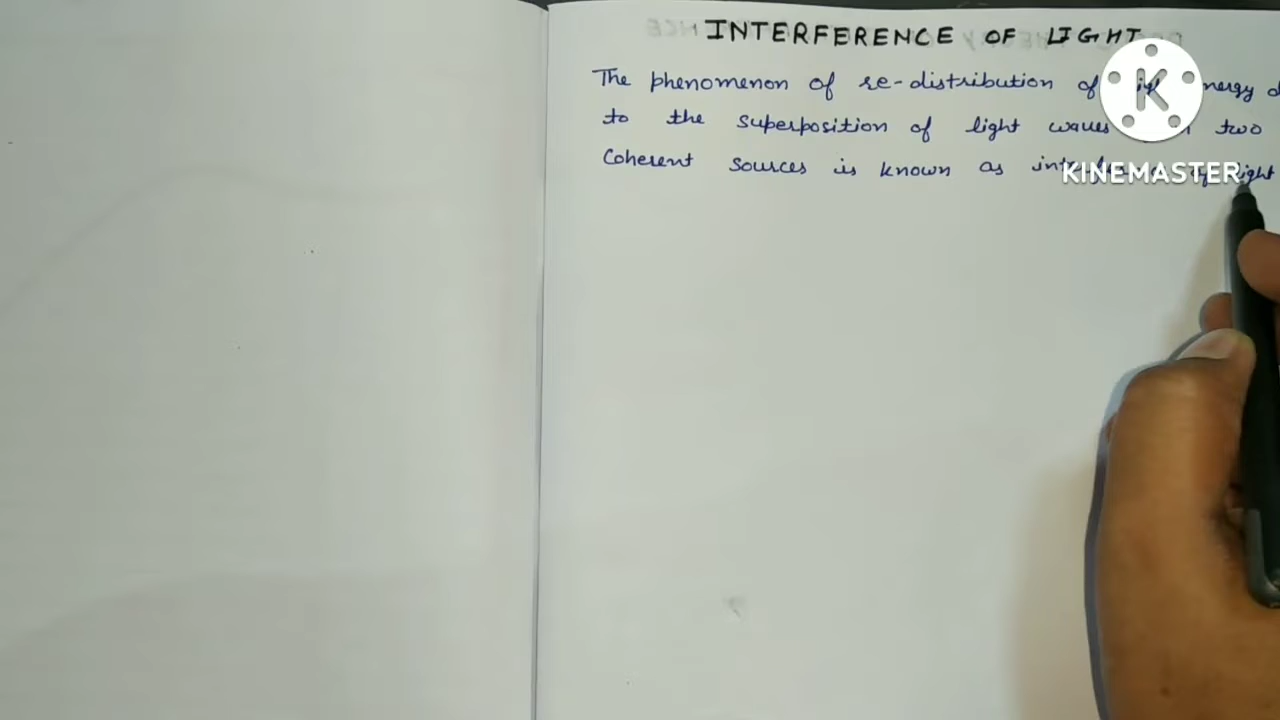 INTERFERENCE OF LIGHT
The phenomenon of re-distribution of
to the superposition of light waves two
Coherent sources is known as light
KINEMASTER